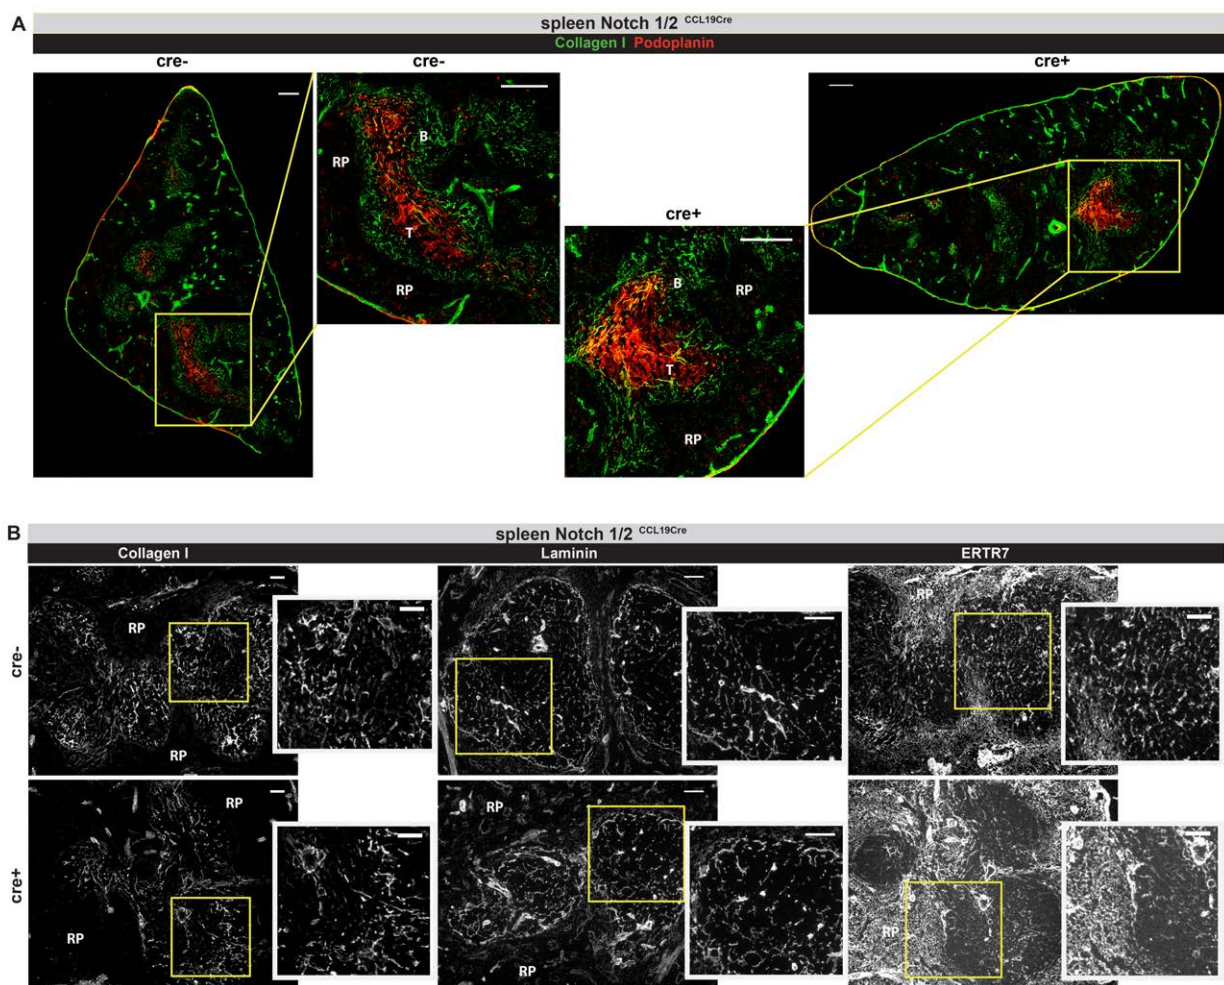 A
spleen Notch 1/2 CCL19Cre
Collagen I Podoplanin
cre-
cre-
cre+
B
RP
T
RP
cre+
B
RP
T
RP
B
spleen Notch 1/2 CCL19Cre
Collagen I Laminin ERTR7
cre-
RP
RP
RP
cre+
RP
RP
RP
RP
RP